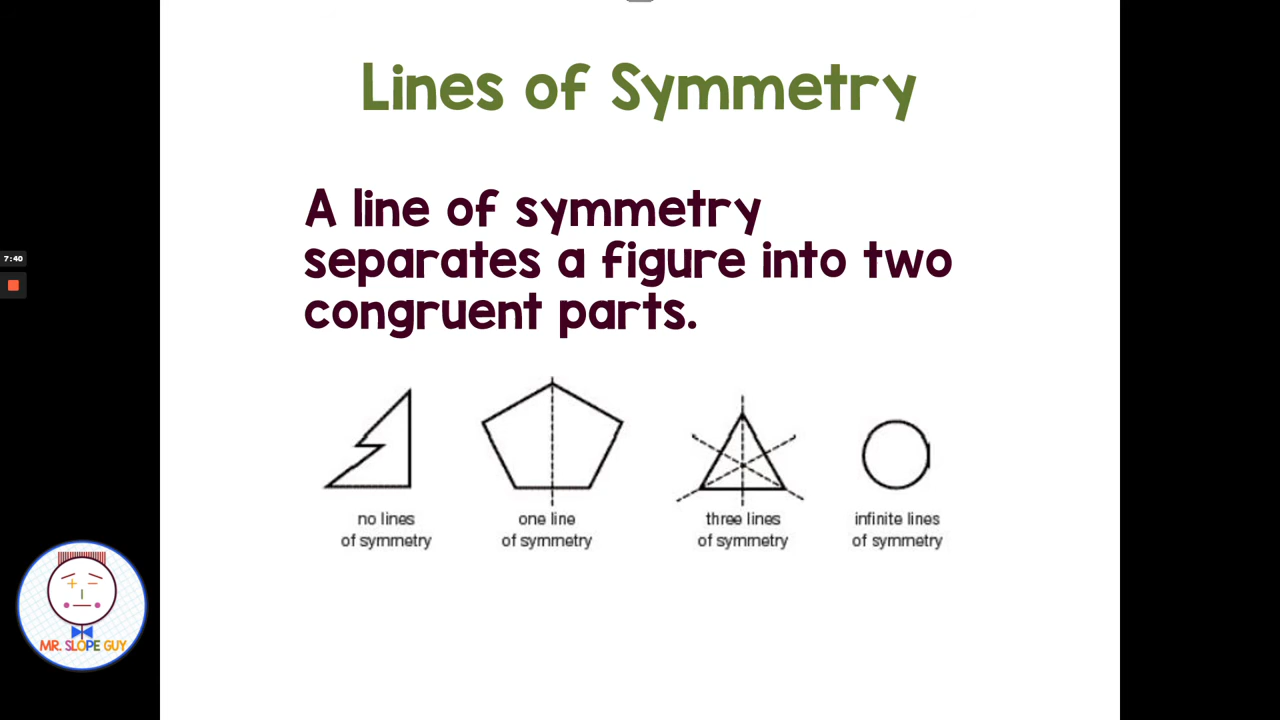 Lines of Symmetry
A line of symmetry
separates a figure into two
congruent parts.
7:40
no lines
of symmetry
one line
of symmetry
three lines
of symmetry
infinite lines
of symmetry
MR. SLOPE GUY